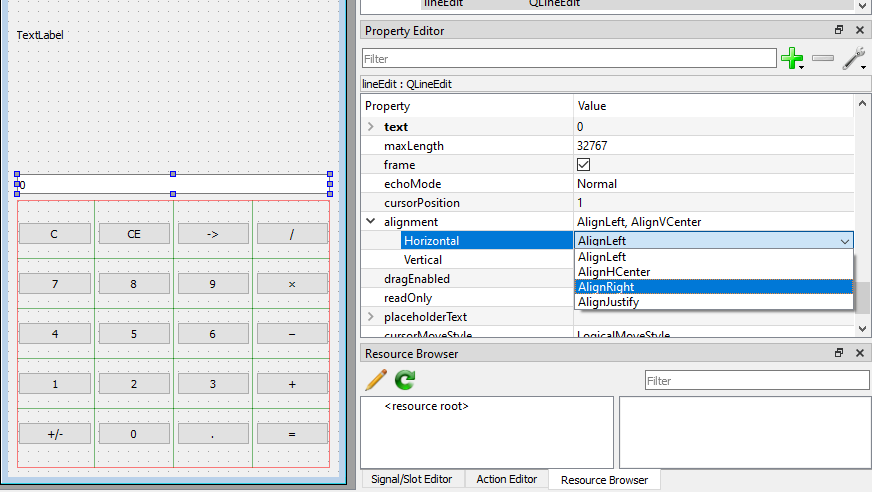 lineEdit QLineEdit
TextLabel
0
C CE -> /
7 8 9 ×
4 5 6 −
1 2 3 +
+/- 0 . =
Property Editor
Filter
lineEdit : QLineEdit
Property Value
text 0
maxLength 32767
frame
echoMode Normal
cursorPosition 1
alignment AlignLeft, AlignVCenter
Horizontal AlignLeft
AlignLeft
Vertical
AlignHCenter
dragEnabled
AlignRight
readOnly
AlignJustify
placeholderText
cursorMoveStyle LogicalMoveStyle
Resource Browser
Filter
<resource root>
Signal/Slot Editor Action Editor Resource Browser